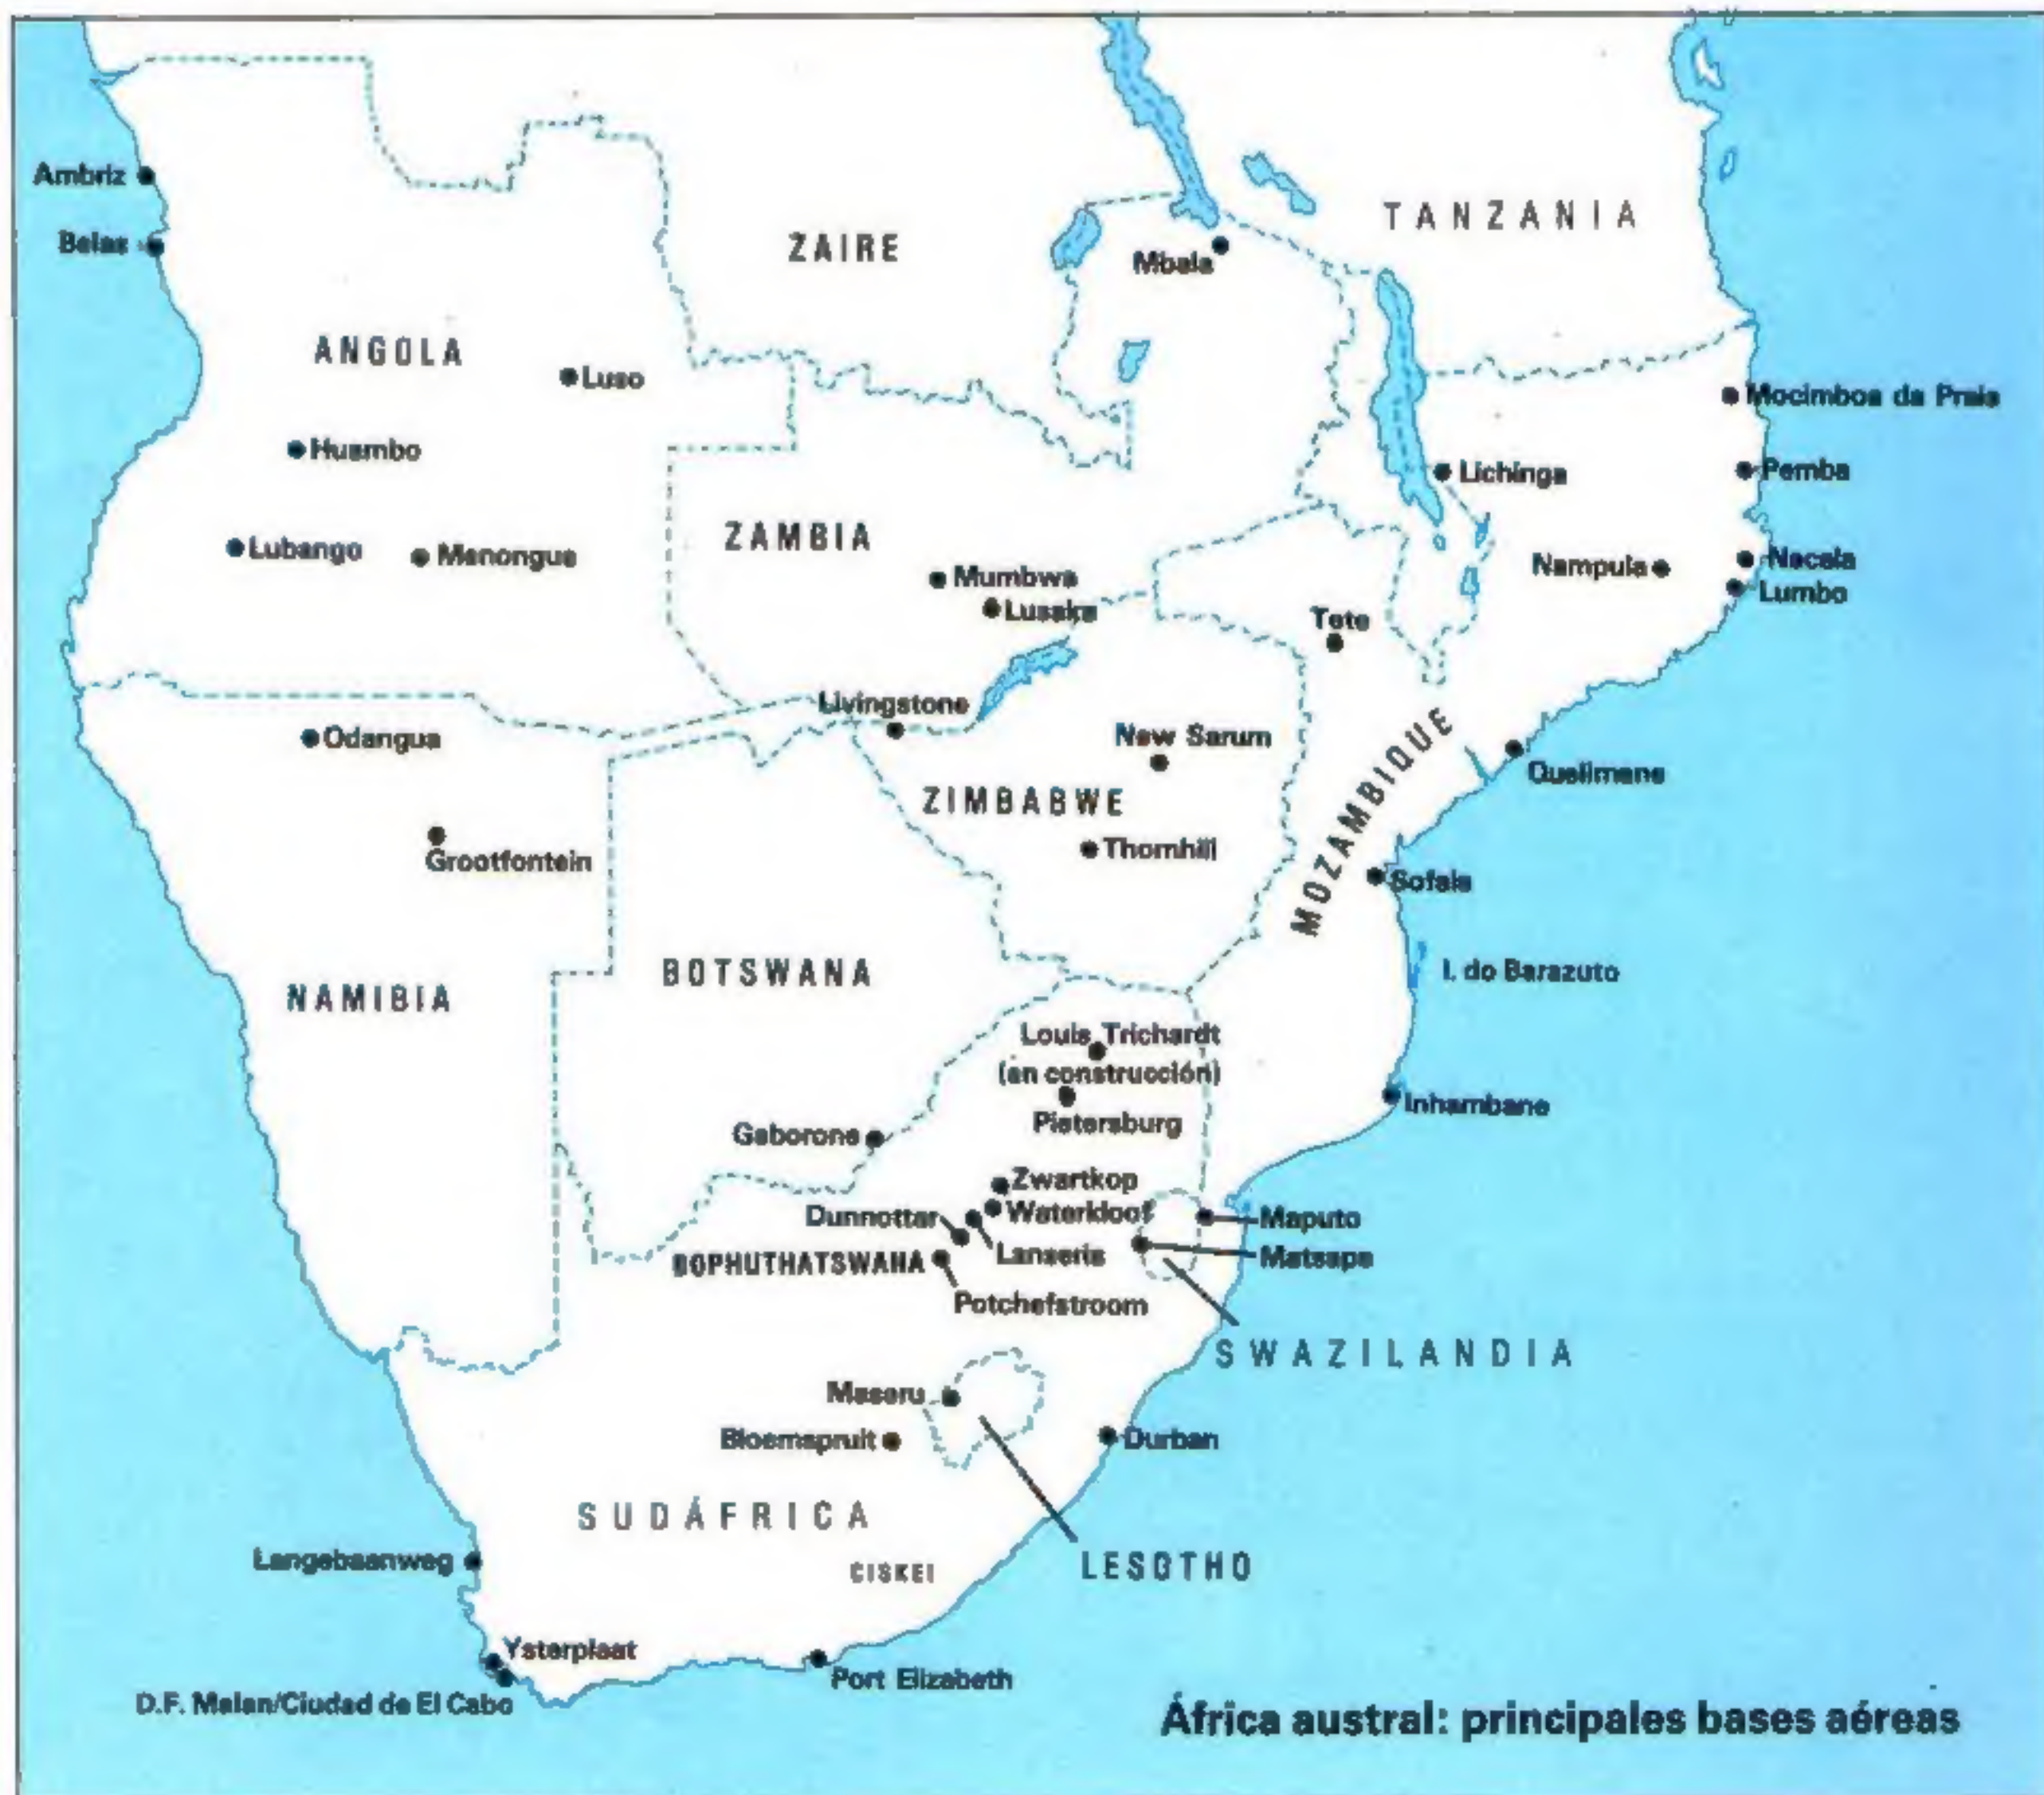 Ambriz
Belas
ZAIRE
TANZANIA
Mbala
ANGOLA
Luso
Mocimboa da Praia
Huambo
Lichinga
Pemba
Lubango
Menongue
ZAMBIA
Mumbwa
Lusaka
Nampula
Nacala
Lumbo
Tete
Livingstone
Odangua
New Sarum
MOZAMBIQUE
Quelimane
ZIMBABWE
Thornhill
Grootfontein
Sofala
BOTSWANA
I. do Barazuto
NAMIBIA
Louis Trichardt
(en construcción)
Pietersburg
Inhambane
Gaborone
Zwartkop
Waterkloof
Dunnottar
Maputo
Lanseria
Matsapa
BOPHUTHATSWANA
Potchefstroom
SWAZILANDIA
Maseru
Bloemspruit
Durban
SUDÁFRICA
LESOTHO
Langebaanweg
CISKEI
Ysterplaat
Port Elizabeth
D.F. Malan/Ciudad de El Cabo
África austral: principales bases aéreas